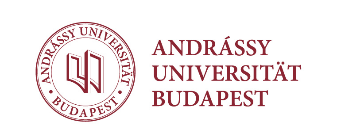 ANDRÁSSY UNIVERSITÄT
• BUDAPEST •
ANDRÁSSY
UNIVERSITÄT
BUDAPEST